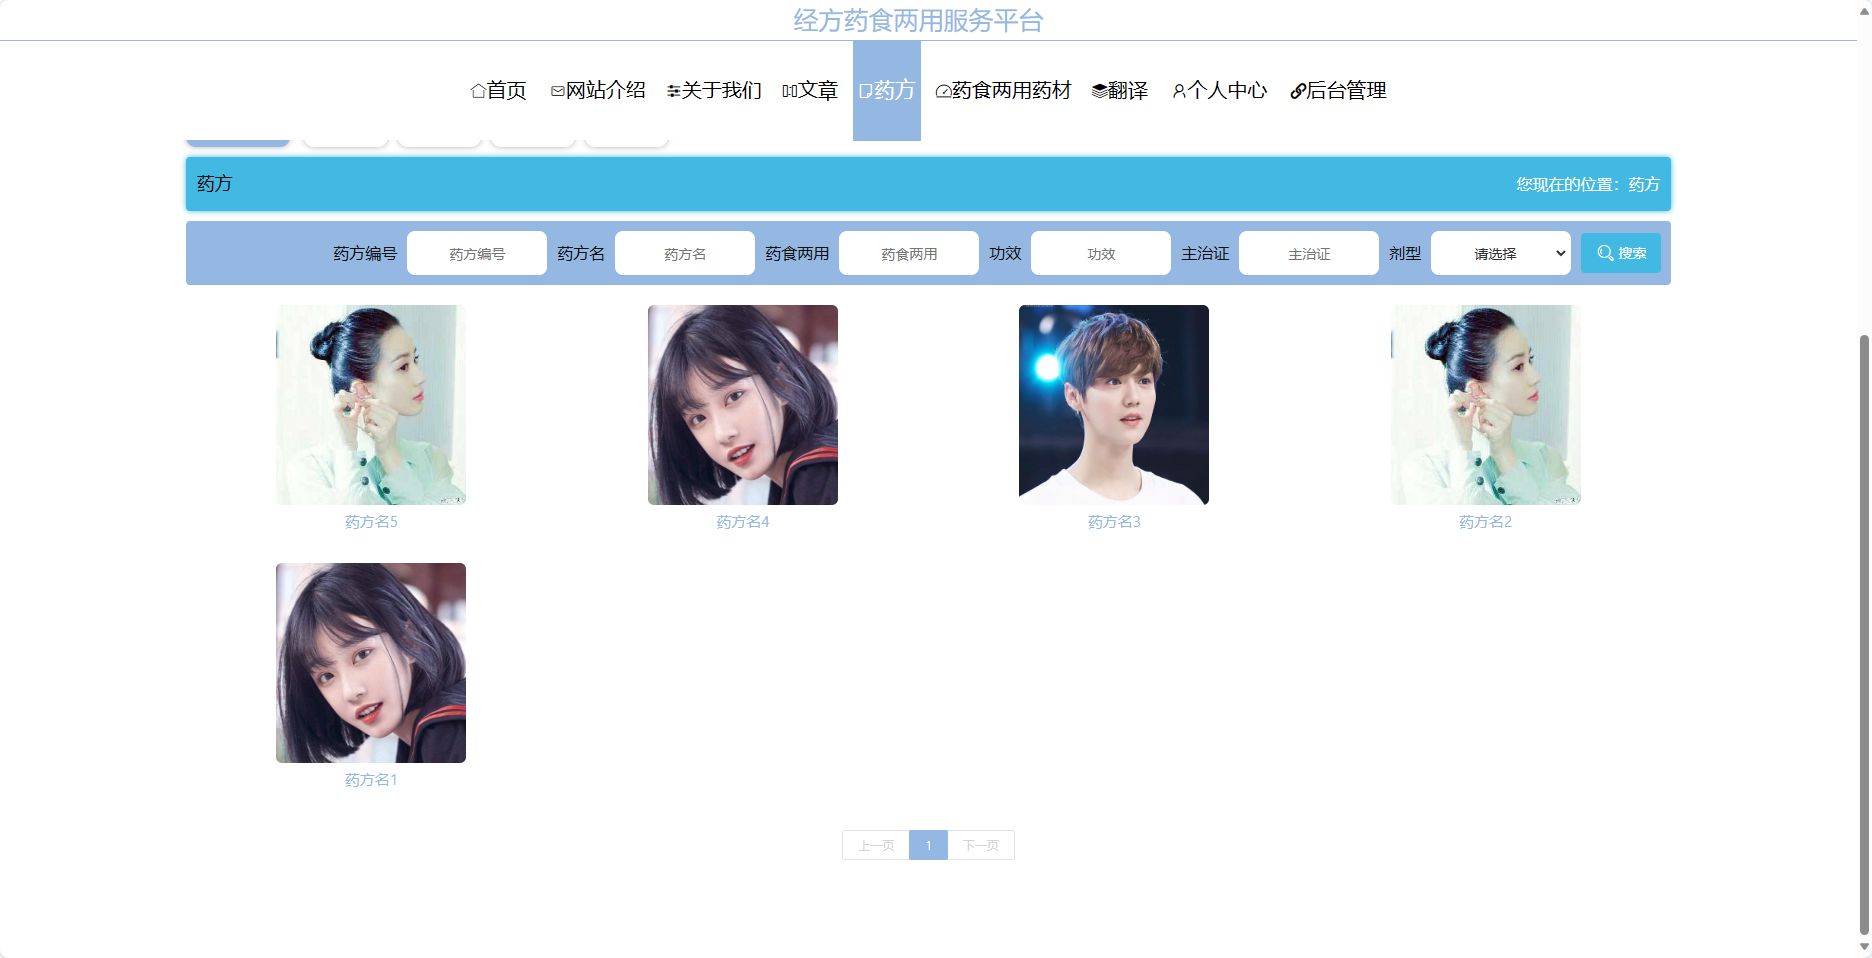 经方药食两用服务平台
首页 网站介绍 关于我们 文章 药方 药食两用药材 翻译 个人中心 后台管理
药方 您现在的位置：药方
药方编号 药方编号 药方名 药方名 药食两用 药食两用 功效 功效 主治证 主治证 剂型 请选择 搜索
药方名5 药方名4 药方名3 药方名2
药方名1
上一页 1 下一页